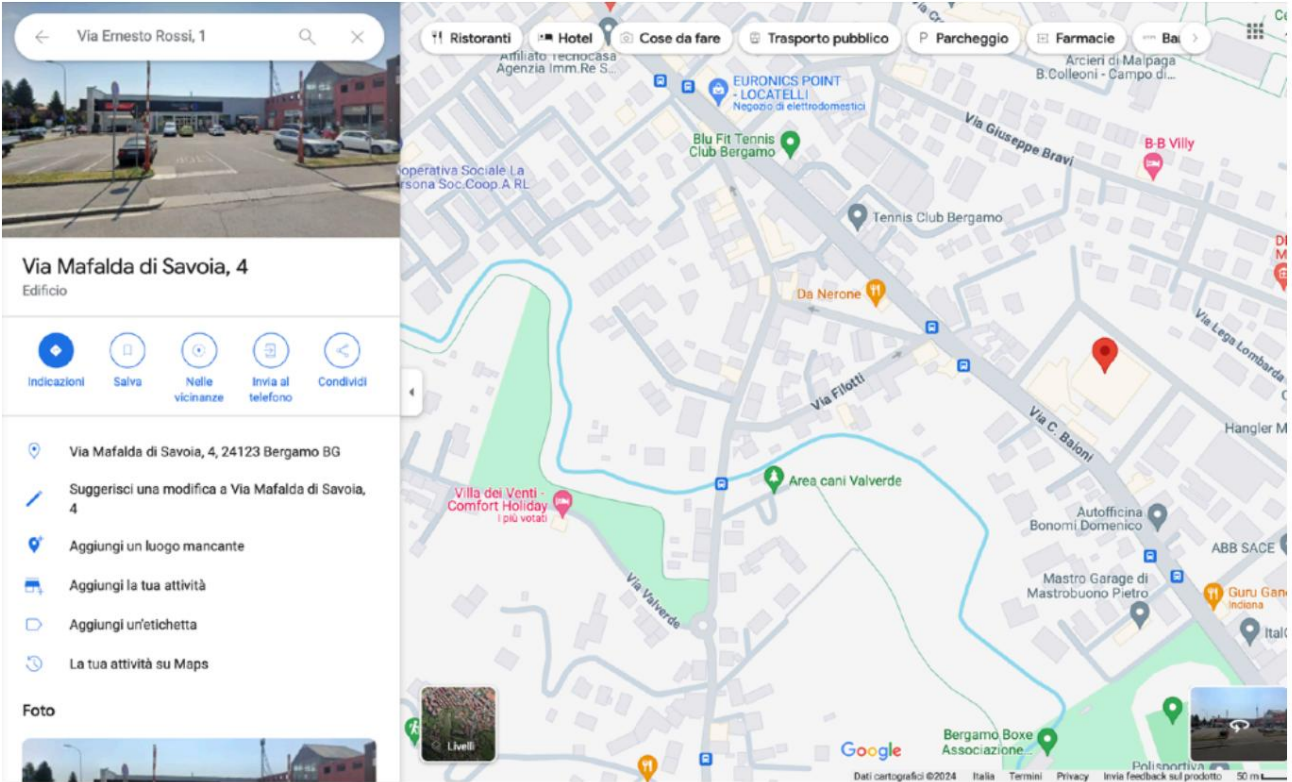 Via Ernesto Rossi, 1
Via Mafalda di Savoia, 4
Edificio
Indicazioni
Salva
Nelle
vicinanze
Invia al
telefono
Condividi
Via Mafalda di Savoia, 4, 24123 Bergamo BG
Suggerisci una modifica a Via Mafalda di Savoia,
4
Aggiungi un luogo mancante
Aggiungi la tua attività
Aggiungi un'etichetta
La tua attività su Maps
Foto
Ristoranti
Hotel
Cose da fare
Trasporto pubblico
Parcheggio
Farmacie
Affiliato Tecnocasa
Agenzia Imm.Re S...
EURONICS POINT
- LOCATELLI
Negozio di elettrodomestici
Arcieri di Malpaga
B.Colleoni - Campo di...
Via Giuseppe Bravi
B-B Villy
Blu Fit Tennis
Club Bergamo
operativa Sociale La
rsona Soc.Coop.A RL
Tennis Club Bergamo
Da Nerone
Via Lega Lombarda
Via Filotti
Via C. Baioni
Hangler M
Area cani Valverde
Villa dei Venti -
Comfort Holiday
I più votati
Autofficina
Bonomi Domenico
ABB SACE
Mastro Garage di
Mastrobuono Pietro
Guru Gan
Indiana
Via Valverde
Livelli
Google
Bergamo Boxe
Associazione...
Polisportiva
Dati cartografici ©2024
Italia
Termini
Privacy
Invia feedback sul prodotto
50 m